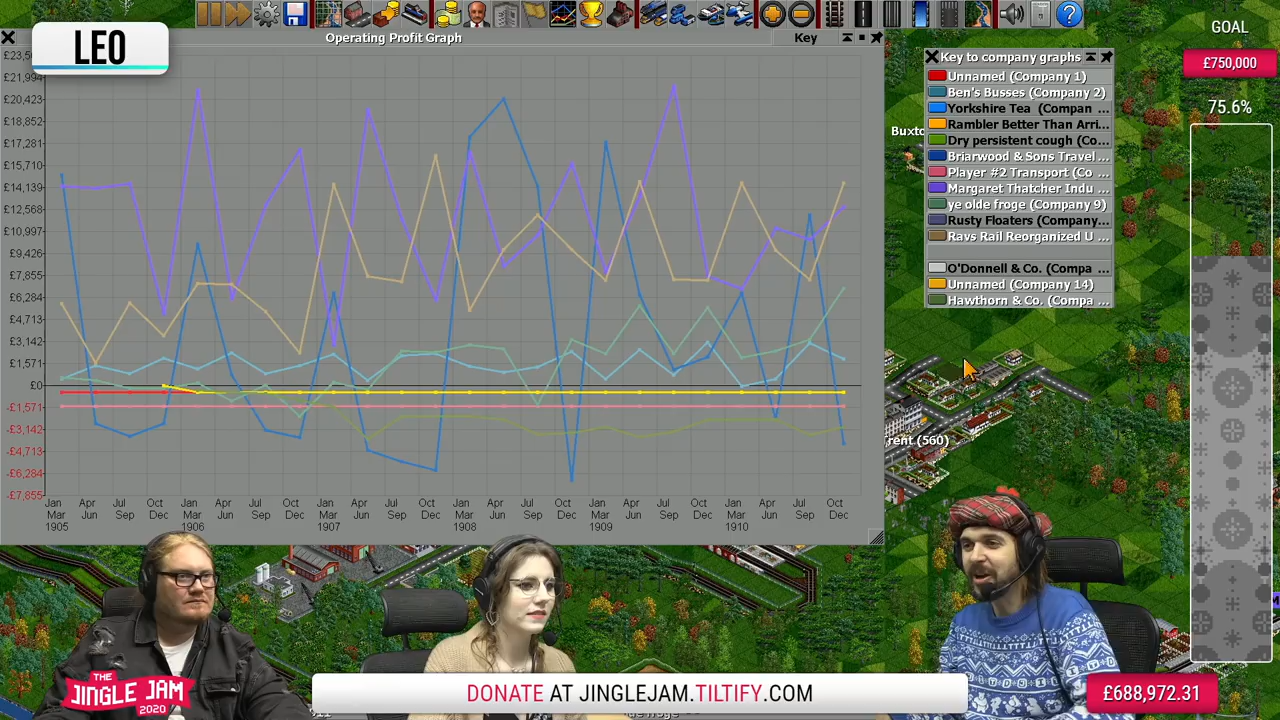 LEO
Operating Profit Graph
Key
£23,5
£21,994
£20,423
£18,852
£17,281
£15,710
£14,139
£12,568
£10,997
£9,426
£7,855
£6,284
£4,713
£3,142
£1,571
£0
-£1,571
-£3,142
-£4,713
-£6,284
-£7,855
Jan Apr Jul Oct Jan Apr Jul Oct Jan Apr Jul Oct Jan Apr Jul Oct Jan Apr Jul Oct Jan Apr Jul Oct
Mar Jun Sep Dec Mar Jun Sep Dec Mar Jun Sep Dec Mar Jun Sep Dec Mar Jun Sep Dec Mar Jun Sep Dec
1905 1906 1907 1908 1909 1910
Key to company graphs
Unnamed (Company 1)
Ben's Busses (Company 2)
Yorkshire Tea (Compan ...
Rambler Better Than Arri...
Dry persistent cough (Co...
Briarwood & Sons Travel ...
Player #2 Transport (Co ...
Margaret Thatcher Indu ...
ye olde froge (Company 9)
Rusty Floaters (Company...
Ravs Rail Reorganized U ...
O'Donnell & Co. (Compa ...
Unnamed (Company 14)
Hawthorn & Co. (Compa ...
Buxto
rent (560)
GOAL
£750,000
75.6%
THE
JINGLE JAM
2020
DONATE AT JINGLEJAM.TILTIFY.COM
£688,972.31